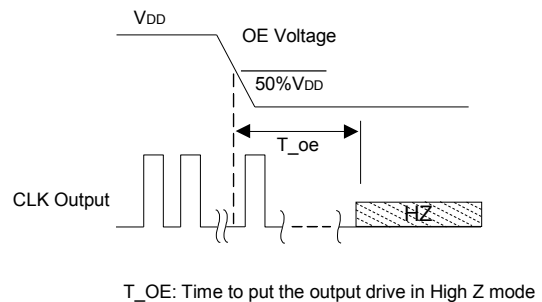 VDD
OE Voltage
50%VDD
T_oe
CLK Output
HZ
T_OE: Time to put the output drive in High Z mode